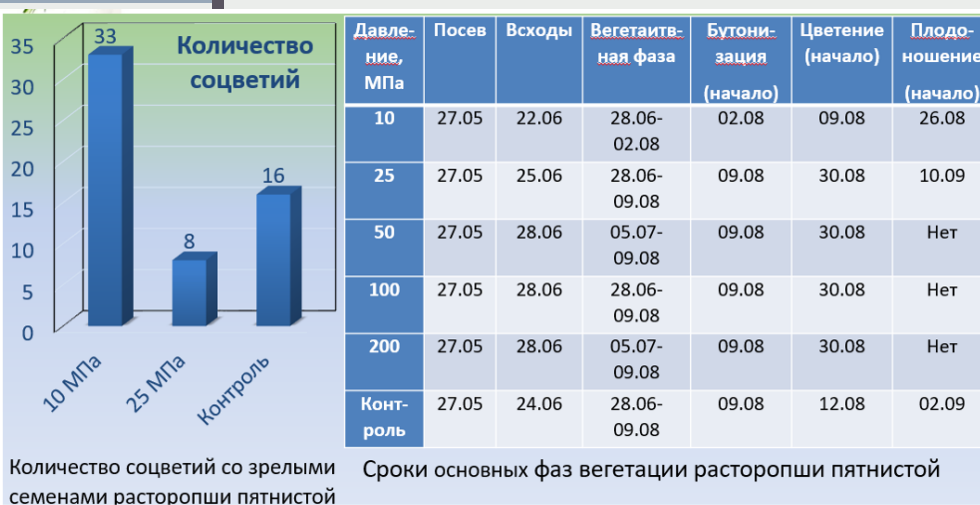 Количество
соцветий
33
8
16
35
30
25
20
15
10
5
0
10 МПа
25 МПа
Контроль
Количество соцветий со зрелыми
семенами расторопши пятнистой
Давле- Посев Всходы Вегетаитв- Бутони- Цветение Плодо-
ние, ная фаза зация (начало) ношение
МПа (начало) (начало)
10 27.05 22.06 28.06- 02.08 09.08 26.08
02.08
25 27.05 25.06 28.06- 09.08 30.08 10.09
09.08
50 27.05 28.06 05.07- 09.08 30.08 Нет
09.08
100 27.05 28.06 28.06- 09.08 30.08 Нет
09.08
200 27.05 28.06 05.07- 09.08 30.08 Нет
09.08
Конт- 27.05 24.06 28.06- 09.08 12.08 02.09
роль 09.08
Сроки основных фаз вегетации расторопши пятнистой